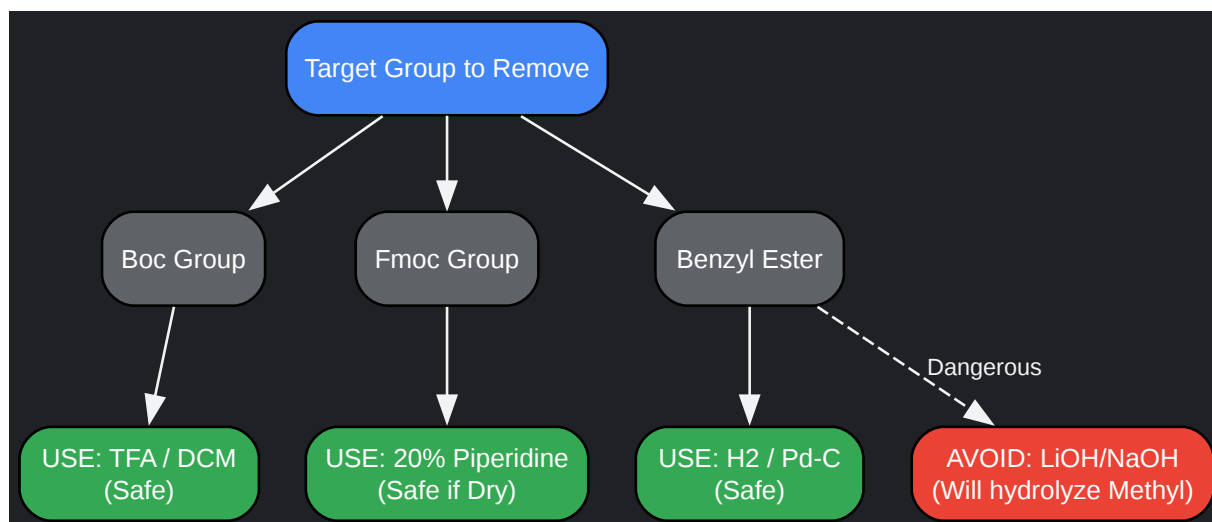 Target Group to Remove
Boc Group
Fmoc Group
Benzyl Ester
Dangerous
USE: TFA / DCM
(Safe)
USE: 20% Piperidine
(Safe if Dry)
USE: H2 / Pd-C
(Safe)
AVOID: LiOH/NaOH
(Will hydrolyze Methyl)